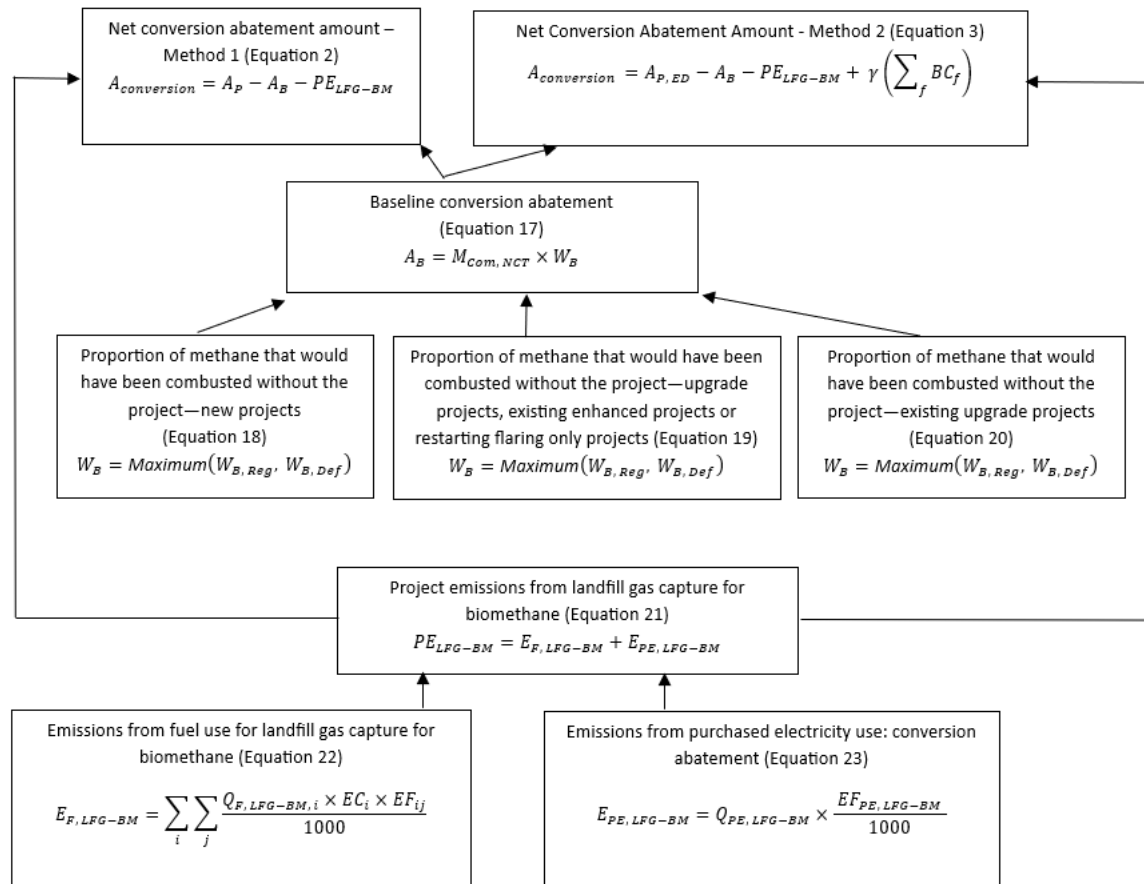 Net conversion abatement amount –
Method 1 (Equation 2)
A_conversion = A_P − A_B − PE_LFG−BM
Net Conversion Abatement Amount - Method 2 (Equation 3)
A_conversion = A_P,ED − A_B − PE_LFG−BM + γ(∑_f BC_f)
Baseline conversion abatement
(Equation 17)
A_B = M_Com,NCT × W_B
Proportion of methane that would
have been combusted without the
project—new projects
(Equation 18)
W_B = Maximum(W_B,Reg, W_B,Def)
Proportion of methane that would have been
combusted without the project—upgrade
projects, existing enhanced projects or
restarting flaring only projects (Equation 19)
W_B = Maximum(W_B,Reg, W_B,Def)
Proportion of methane that would
have been combusted without the
project—existing upgrade projects
(Equation 20)
W_B = Maximum(W_B,Reg, W_B,Def)
Project emissions from landfill gas capture for
biomethane (Equation 21)
PE_LFG−BM = E_F,LFG−BM + E_PE,LFG−BM
Emissions from fuel use for landfill gas capture for
biomethane (Equation 22)
E_F,LFG−BM = ∑_i ∑_j (Q_F,LFG−BM,i × EC_i × EF_ij) / 1000
Emissions from purchased electricity use: conversion
abatement (Equation 23)
E_PE,LFG−BM = Q_PE,LFG−BM × EF_PE,LFG−BM / 1000